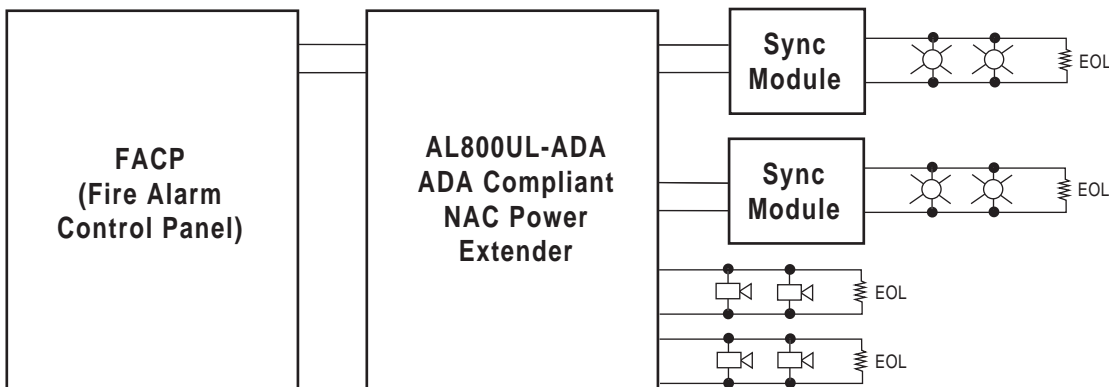 FACP
(Fire Alarm
Control Panel)
AL800UL-ADA
ADA Compliant
NAC Power
Extender
Sync
Module
EOL
Sync
Module
EOL
EOL
EOL